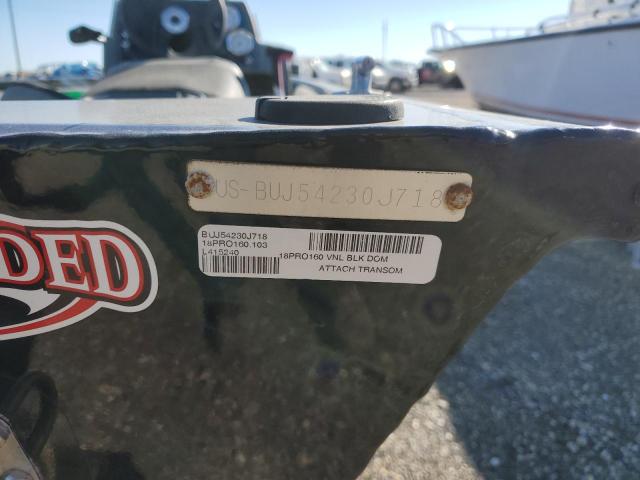 US-BUJ54230J718
BUJ54230J718
18PRO160.103
L415240
18PRO160 VNL BLK DOM
ATTACH TRANSOM
DED